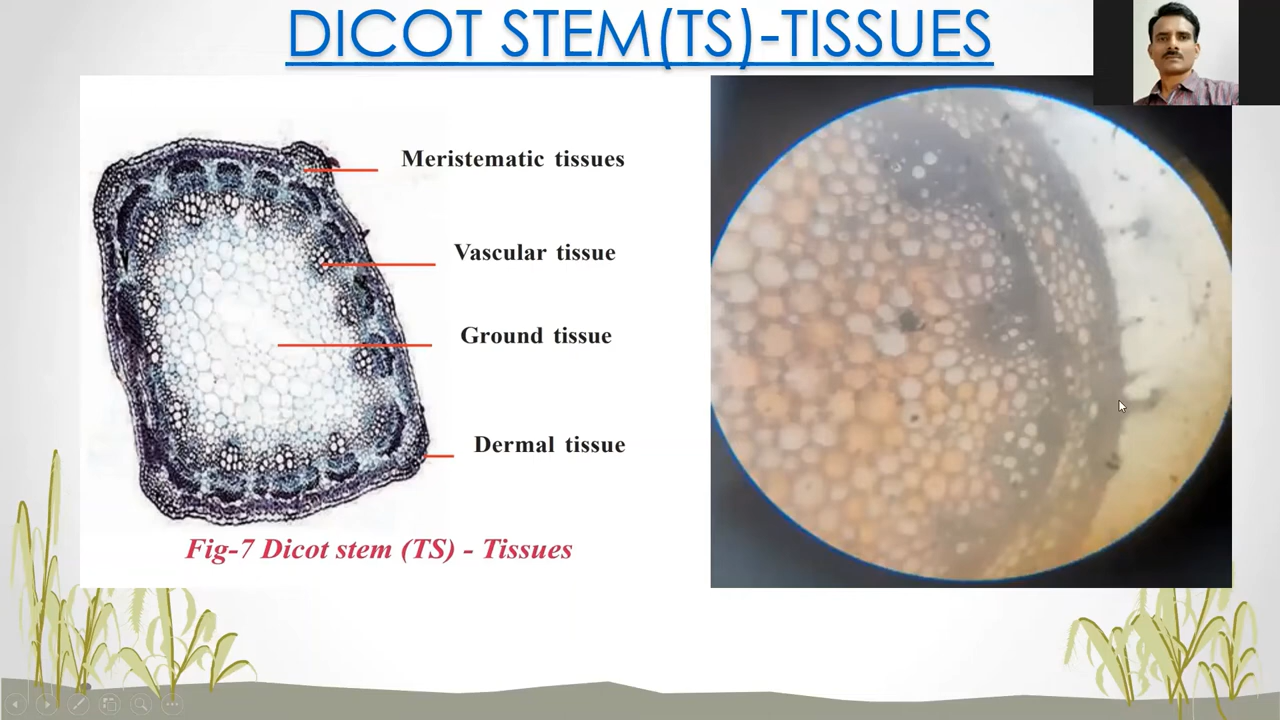 DICOT STEM(TS)-TISSUES
Meristematic tissues
Vascular tissue
Ground tissue
Dermal tissue
Fig-7 Dicot stem (TS) - Tissues